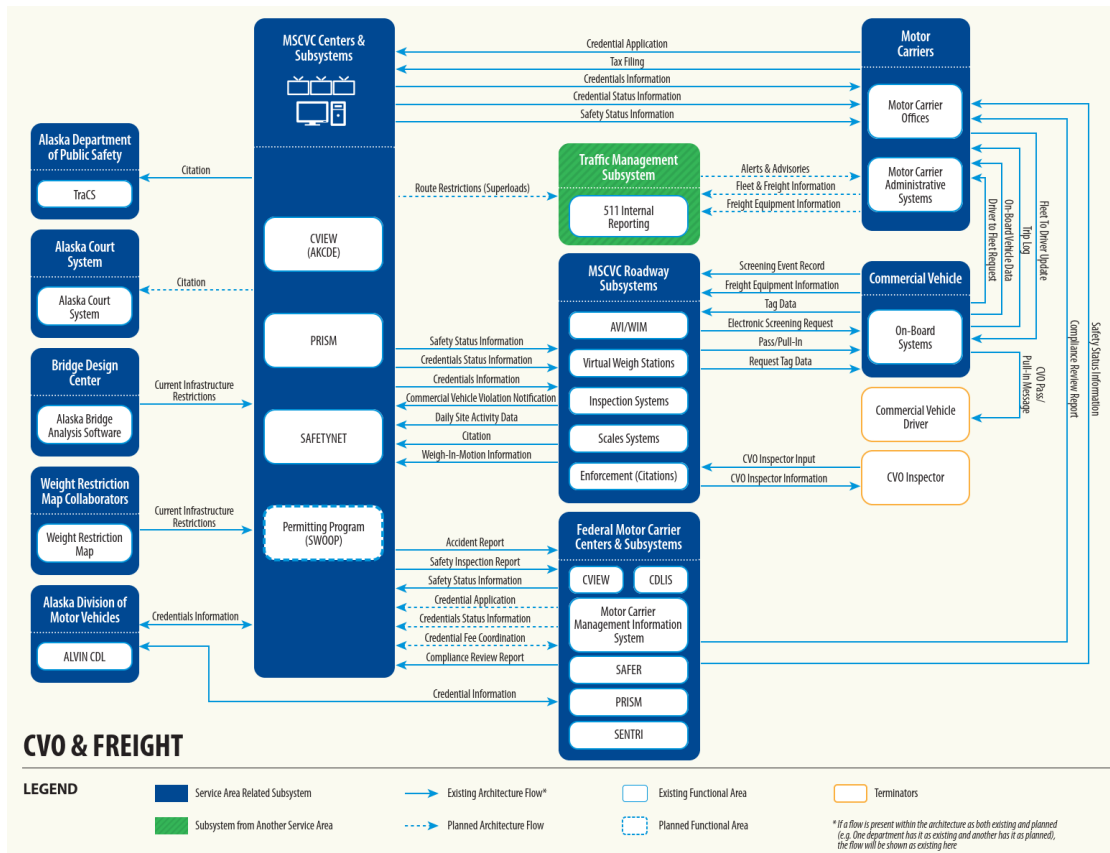 MSCVC Centers &
Subsystems
CVIEW
(AKCDE)
PRISM
SAFETYNET
Permitting Program
(SWOOP)
Alaska Department
of Public Safety
TraCS
Alaska Court
System
Alaska Court
System
Bridge Design
Center
Alaska Bridge
Analysis Software
Weight Restriction
Map Collaborators
Weight Restriction
Map
Alaska Division of
Motor Vehicles
ALVIN CDL
Citation
Citation
Current Infrastructure
Restrictions
Current Infrastructure
Restrictions
Credentials Information
Credential Application
Tax Filing
Credentials Information
Credential Status Information
Safety Status Information
Route Restrictions (Superloads)
Traffic Management
Subsystem
511 Internal
Reporting
Alerts & Advisories
Fleet & Freight Information
Freight Equipment Information
Motor
Carriers
Motor Carrier
Offices
Motor Carrier
Administrative
Systems
MSCVC Roadway
Subsystems
AVI/WIM
Virtual Weigh Stations
Inspection Systems
Scales Systems
Enforcement (Citations)
Safety Status Information
Credentials Status Information
Credentials Information
Commercial Vehicle Violation Notification
Daily Site Activity Data
Citation
Weigh-In-Motion Information
Screening Event Record
Freight Equipment Information
Tag Data
Electronic Screening Request
Pass/Pull-In
Request Tag Data
CVO Inspector Input
CVO Inspector Information
Commercial Vehicle
On-Board
Systems
Commercial Vehicle
Driver
CVO Inspector
Driver to Fleet Request
On-Board Vehicle Data
Trip Log
Fleet To Driver Update
CVO Pass/
Pull-In Message
Compliance Review Report
Safety Status Information
Federal Motor Carrier
Centers & Subsystems
CVIEW
CDLIS
Motor Carrier
Management Information
System
SAFER
PRISM
SENTRI
Accident Report
Safety Inspection Report
Safety Status Information
Credential Application
Credentials Status Information
Credential Fee Coordination
Compliance Review Report
Credential Information
CVO & FREIGHT
LEGEND
Service Area Related Subsystem
Existing Architecture Flow*
Existing Functional Area
Terminators
Subsystem from Another Service Area
Planned Architecture Flow
Planned Functional Area
* If a flow is present within the architecture as both existing and planned
(e.g. One department has it as existing and another has it as planned),
the flow will be shown as existing here